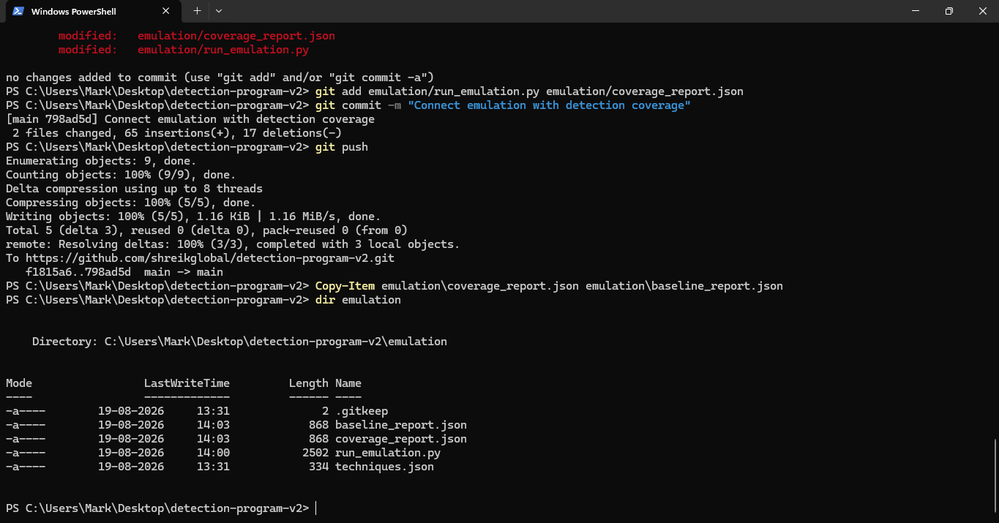 Windows PowerShell
modified:   emulation/coverage_report.json
modified:   emulation/run_emulation.py
no changes added to commit (use "git add" and/or "git commit -a")
PS C:\Users\Mark\Desktop\detection-program-v2> git add emulation/run_emulation.py emulation/coverage_report.json
PS C:\Users\Mark\Desktop\detection-program-v2> git commit -m "Connect emulation with detection coverage"
[main 798ad5d] Connect emulation with detection coverage
 2 files changed, 65 insertions(+), 17 deletions(-)
PS C:\Users\Mark\Desktop\detection-program-v2> git push
Enumerating objects: 9, done.
Counting objects: 100% (9/9), done.
Delta compression using up to 8 threads
Compressing objects: 100% (5/5), done.
Writing objects: 100% (5/5), 1.16 KiB | 1.16 MiB/s, done.
Total 5 (delta 3), reused 0 (delta 0), pack-reused 0 (from 0)
remote: Resolving deltas: 100% (3/3), completed with 3 local objects.
To https://github.com/shreikglobal/detection-program-v2.git
   f1815a6..798ad5d  main -> main
PS C:\Users\Mark\Desktop\detection-program-v2> Copy-Item emulation\coverage_report.json emulation\baseline_report.json
PS C:\Users\Mark\Desktop\detection-program-v2> dir emulation
    Directory: C:\Users\Mark\Desktop\detection-program-v2\emulation
Mode                 LastWriteTime         Length Name
----                 -------------         ------ ----
-a----        19-08-2026     13:31              2 .gitkeep
-a----        19-08-2026     14:03            868 baseline_report.json
-a----        19-08-2026     14:03            868 coverage_report.json
-a----        19-08-2026     14:00           2502 run_emulation.py
-a----        19-08-2026     13:31            334 techniques.json
PS C:\Users\Mark\Desktop\detection-program-v2>